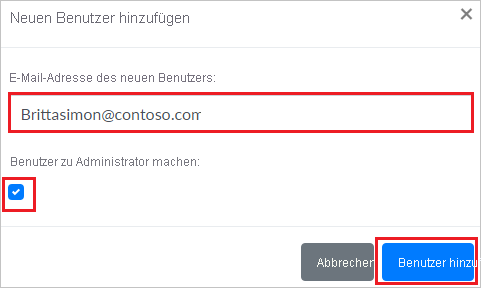 Neuen Benutzer hinzufügen
×
E-Mail-Adresse des neuen Benutzers:
Brittasimon@contoso.com
Benutzer zu Administrator machen:
Abbrechen Benutzer hinzu